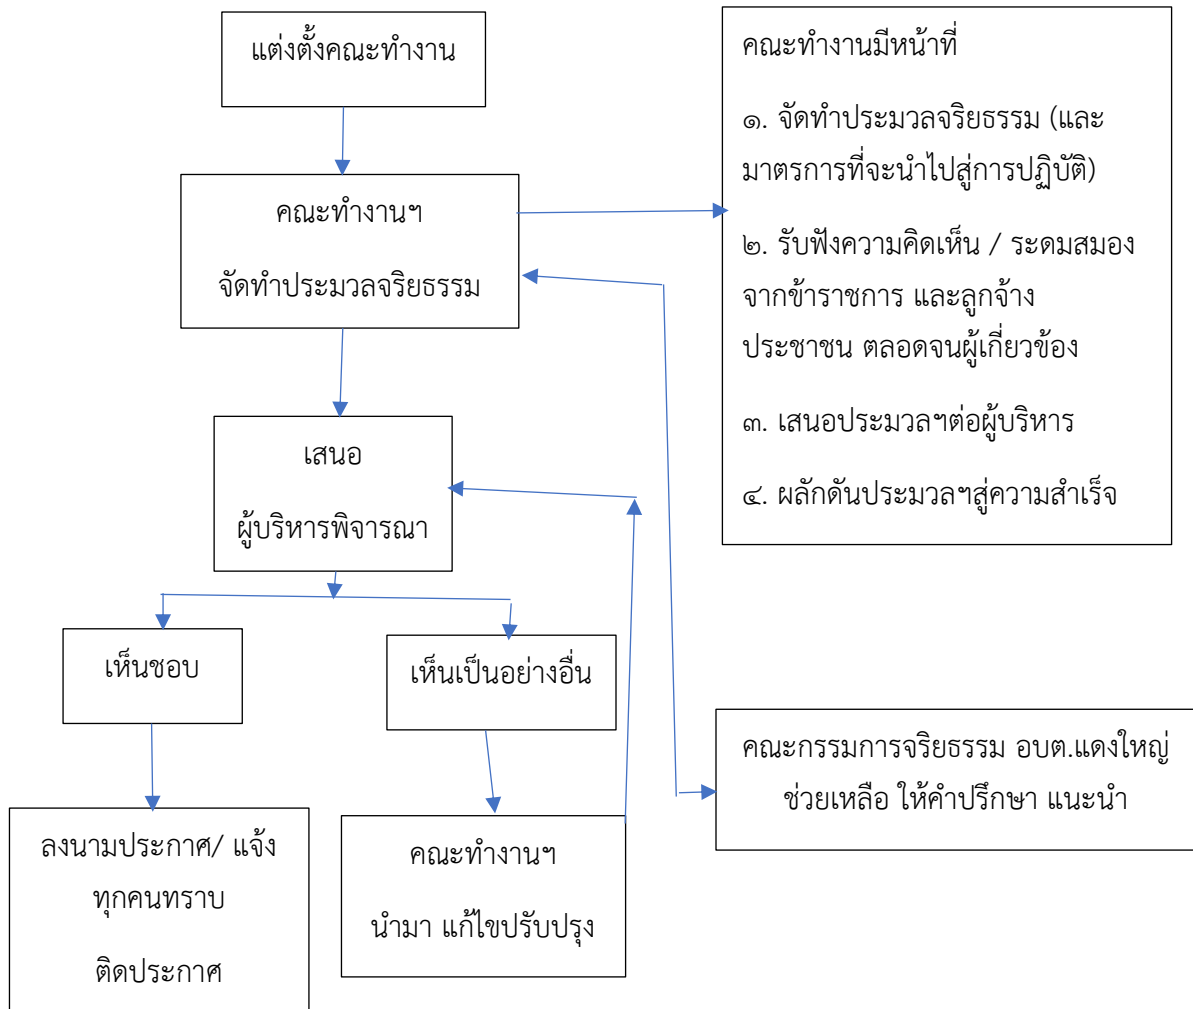 แต่งตั้งคณะทำงาน
คณะทำงานฯ
จัดทำประมวลจริยธรรม
เสนอ
ผู้บริหารพิจารณา
เห็นชอบ
เห็นเป็นอย่างอื่น
ลงนามประกาศ/ แจ้ง
ทุกคนทราบ
ติดประกาศ
คณะทำงานฯ
นำมา แก้ไขปรับปรุง
คณะทำงานมีหน้าที่
๑. จัดทำประมวลจริยธรรม (และ
มาตรการที่จะนำไปสู่การปฏิบัติ)
๒. รับฟังความคิดเห็น / ระดมสมอง
จากข้าราชการ และลูกจ้าง
ประชาชน ตลอดจนผู้เกี่ยวข้อง
๓. เสนอประมวลฯต่อผู้บริหาร
๔. ผลักดันประมวลฯสู่ความสำเร็จ
คณะกรรมการจริยธรรม อบต.แดงใหญ่
ช่วยเหลือ ให้คำปรึกษา แนะนำ